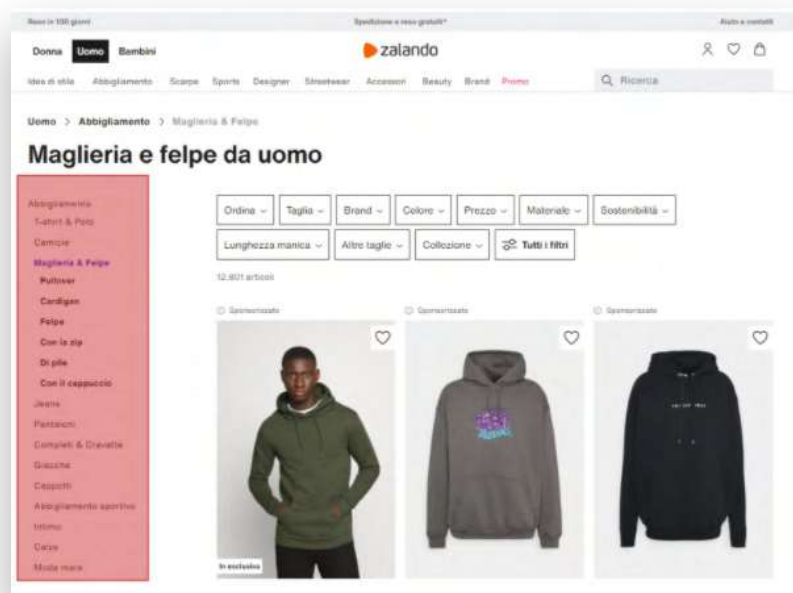 Reso in 100 giorni
Spedizione e reso gratuiti*
Aiuto e contatti
Donna Uomo Bambini
zalando
Idee di stile Abbigliamento Scarpe Sports Designer Streetwear Accessori Beauty Brand Promo
Ricerca
Uomo > Abbigliamento > Maglieria & Felpe
Maglieria e felpe da uomo
Abbigliamento
T-shirt & Polo
Camicie
Maglieria & Felpe
Pullover
Cardigan
Felpe
Con la zip
Di pile
Con il cappuccio
Jeans
Pantaloni
Completi & Cravatte
Giacche
Cappotti
Abbigliamento sportivo
Intimo
Calze
Moda mare
Ordina Taglia Brand Colore Prezzo Materiale Sostenibilità
Lunghezza manica Altre taglie Collezione Tutti i filtri
12.801 articoli
Sponsorizzato Sponsorizzato Sponsorizzato
In esclusiva